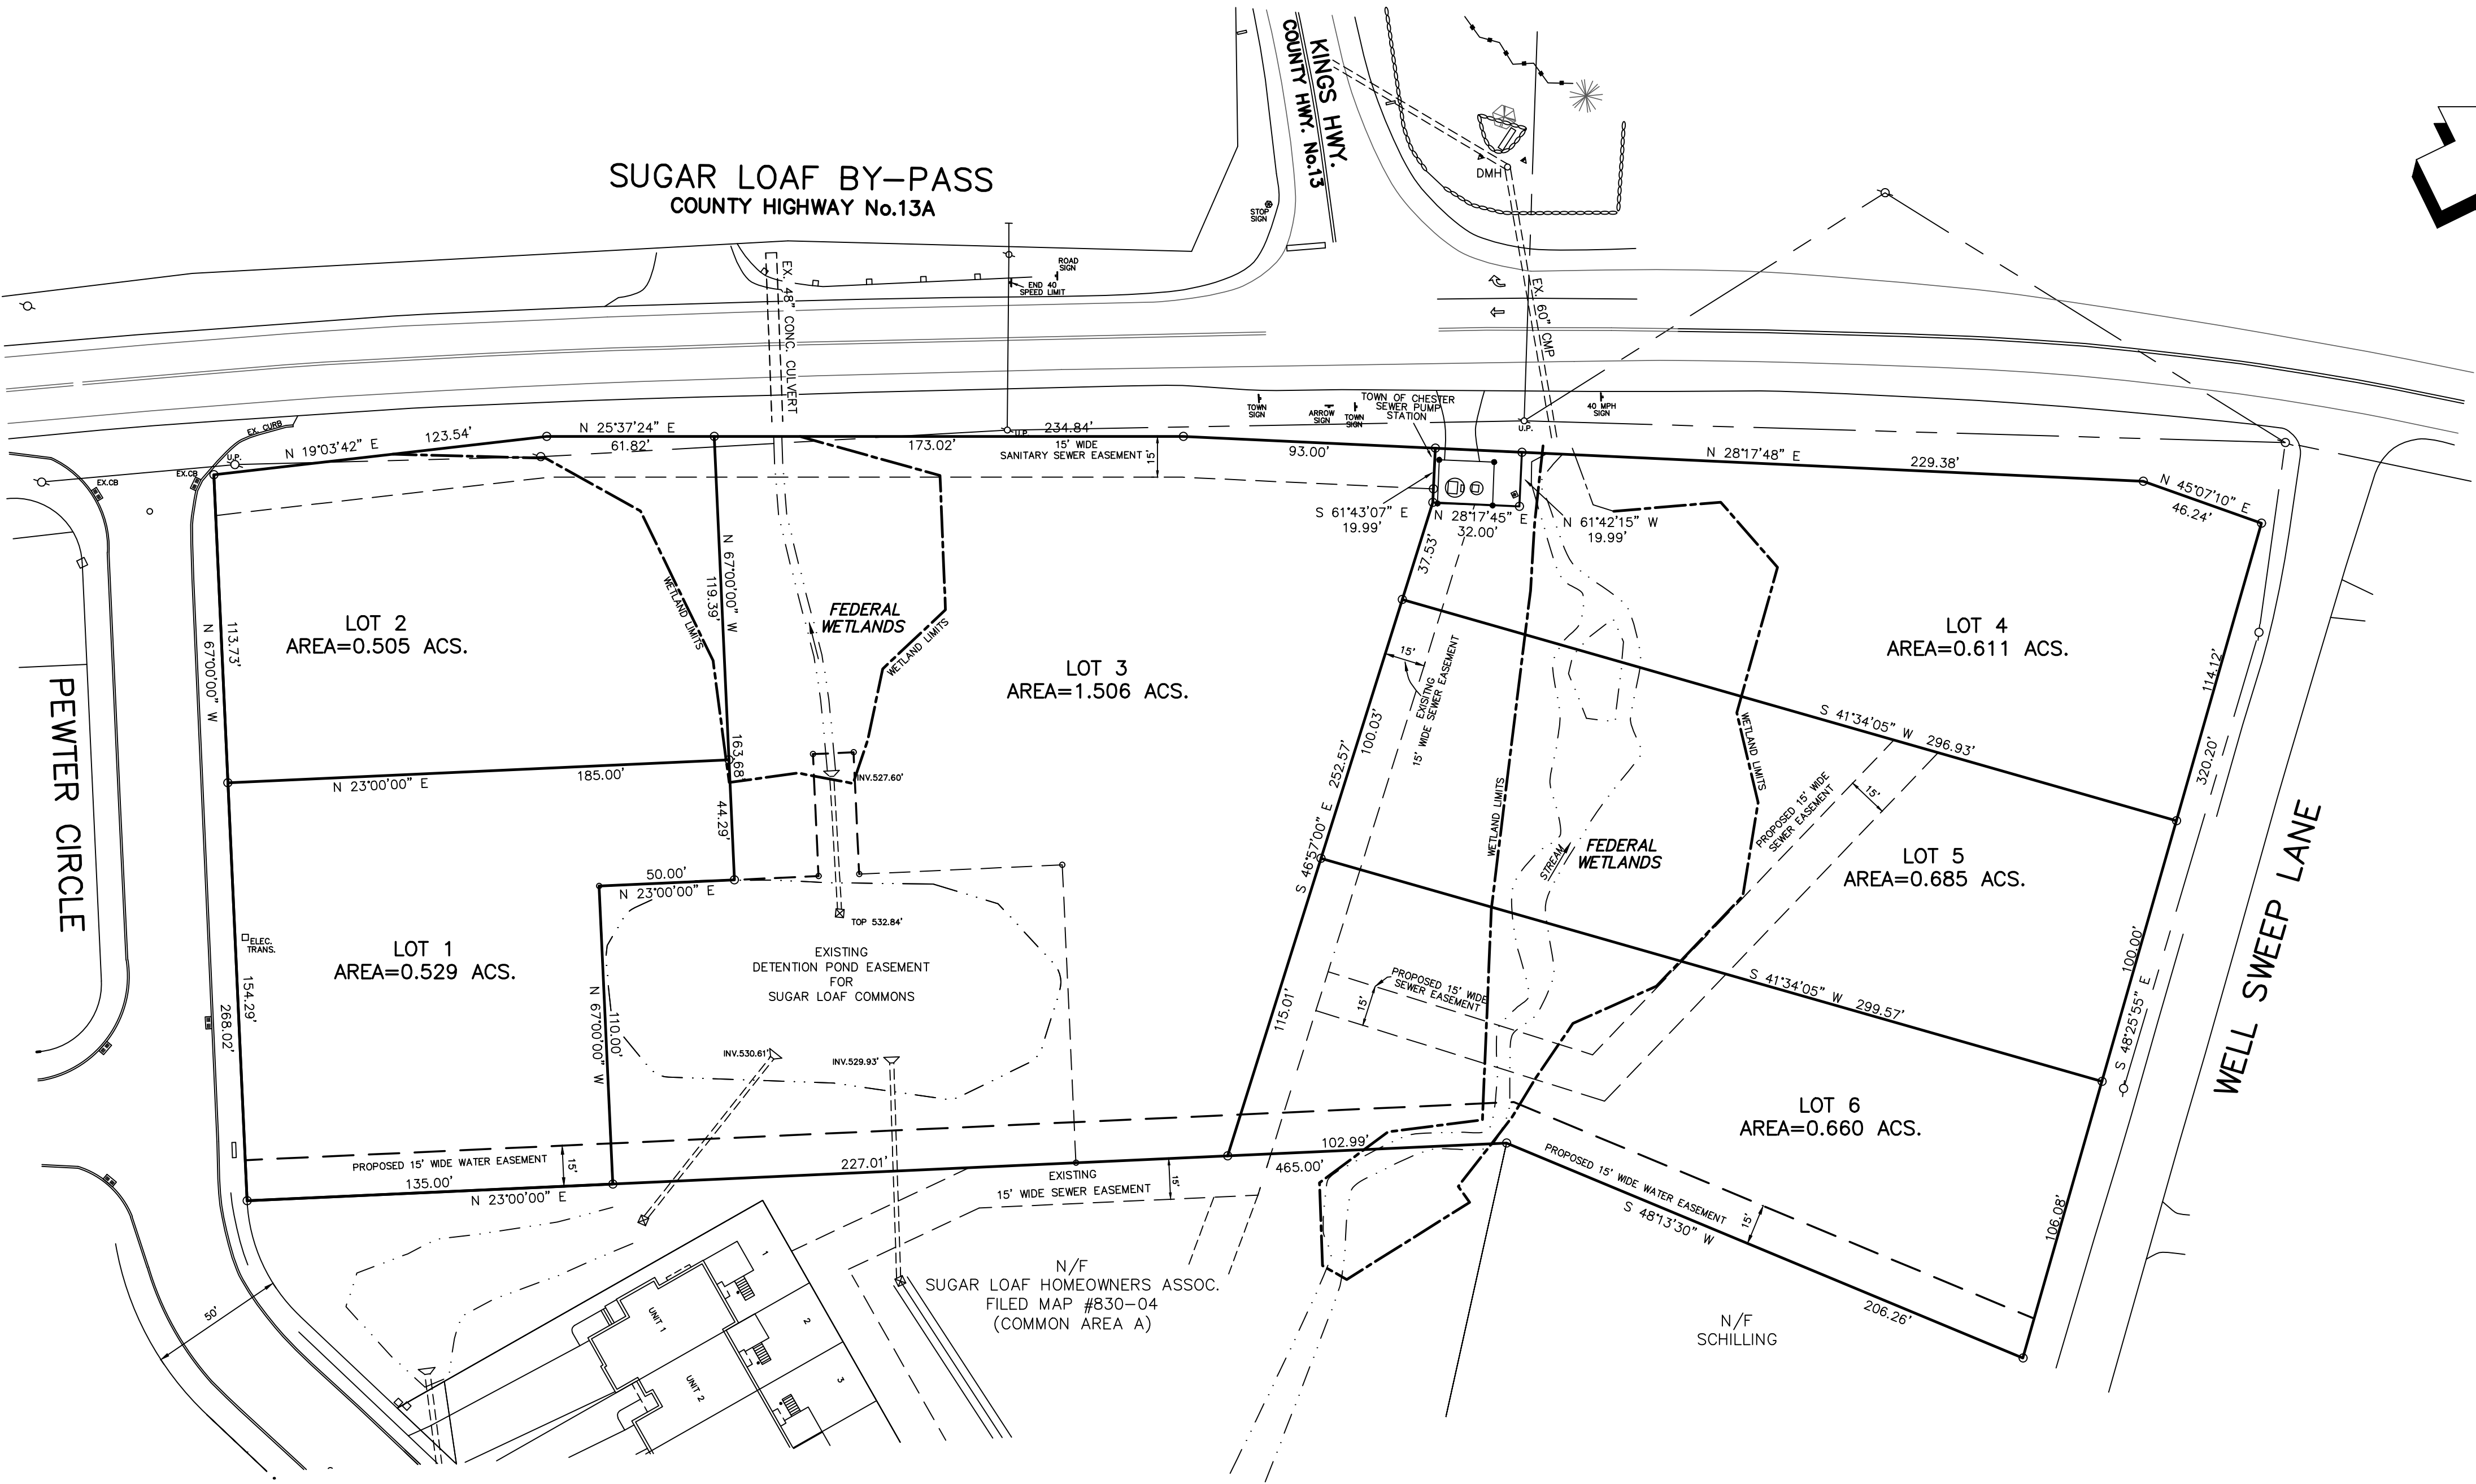 KINGS HWY.
COUNTY HWY. No.13
SUGAR LOAF BY-PASS
COUNTY HIGHWAY No.13A
DMH
STOP
SIGN
ROAD
SIGN
END 40
SPEED LIMIT
EX. 48" CONC. CULVERT
EX. 60" CMP
TOWN
SIGN
ARROW
SIGN
TOWN
SIGN
TOWN OF CHESTER
SEWER PUMP
STATION
40 MPH
SIGN
U.P.
U.P.
U.P.
EX. CURB
EX.CB
EX.CB
N 19°03'42" E
123.54'
N 25°37'24" E
61.82'
234.84'
173.02'
15' WIDE
SANITARY SEWER EASEMENT
15'
93.00'
N 28°17'48" E
229.38'
N 45°07'10" E
46.24'
S 61°43'07" E
19.99'
N 28°17'45" E
32.00'
N 61°42'15" W
19.99'
37.53'
N 67°00'00" W
113.73'
LOT 2
AREA=0.505 ACS.
WETLAND LIMITS
N 67°00'00" W
119.39'
FEDERAL
WETLANDS
WETLAND LIMITS
LOT 3
AREA=1.506 ACS.
LOT 4
AREA=0.611 ACS.
114.12'
15'
EXISITNG
15' WIDE SEWER EASEMENT
100.03'
S 46°57'00" E 252.57'
S 41°34'05" W 296.93'
WETLAND LIMITS
320.20'
PEWTER CIRCLE
N 23°00'00" E
185.00'
163.68'
44.29'
INV.527.60'
WETLAND LIMITS
STREAM
FEDERAL
WETLANDS
PROPOSED 15' WIDE
SEWER EASEMENT
15'
LOT 5
AREA=0.685 ACS.
WELL SWEEP LANE
50.00'
N 23°00'00" E
TOP 532.84'
ELEC.
TRANS.
LOT 1
AREA=0.529 ACS.
154.29'
268.02'
N 67°00'00" W
110.00'
EXISTING
DETENTION POND EASEMENT
FOR
SUGAR LOAF COMMONS
INV.530.61'
INV.529.93'
115.01'
PROPOSED 15' WIDE
SEWER EASEMENT
15'
S 41°34'05" W 299.57'
100.00'
S 48°25'55" E
LOT 6
AREA=0.660 ACS.
PROPOSED 15' WIDE WATER EASEMENT
15'
135.00'
N 23°00'00" E
227.01'
EXISTING
15' WIDE SEWER EASEMENT
15'
102.99'
465.00'
PROPOSED 15' WIDE WATER EASEMENT
15'
S 48°13'30" W
206.26'
106.08'
N/F
SUGAR LOAF HOMEOWNERS ASSOC.
FILED MAP #830-04
(COMMON AREA A)
N/F
SCHILLING
50'
UNIT 1
UNIT 2
1
2
3